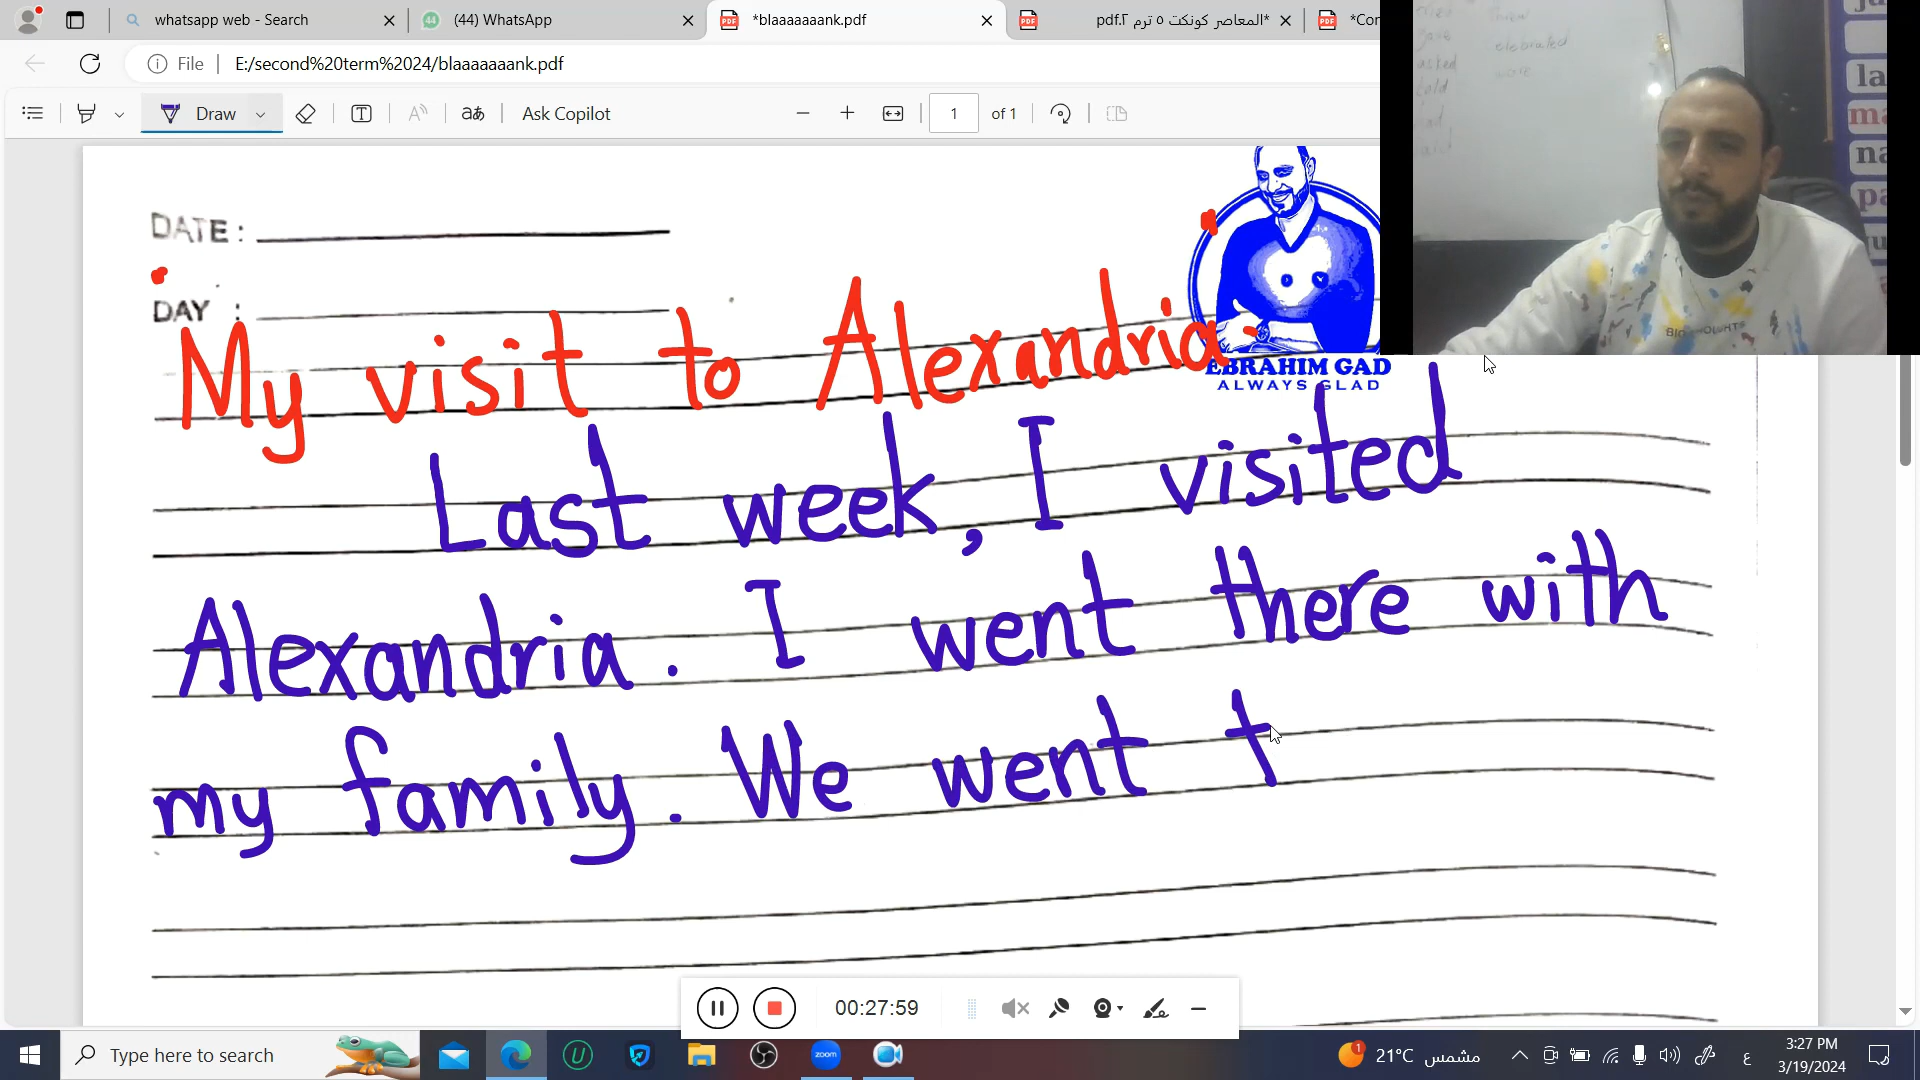 whatsapp web - Search
(44) WhatsApp
*blaaaaaaank.pdf
*المعاصر كونكت ٥ ترم ٢.pdf
*Con
File E:/second%20term%2024/blaaaaaaank.pdf
Draw Ask Copilot 1 of 1
DATE :
DAY :
My visit to Alexandria
EBRAHIM GAD
ALWAYS GLAD
Last week, I visited
Alexandria. I went there with
my family. We went t
00:27:59
Type here to search
zoom
21°C مشمس
ع
3:27 PM
3/19/2024